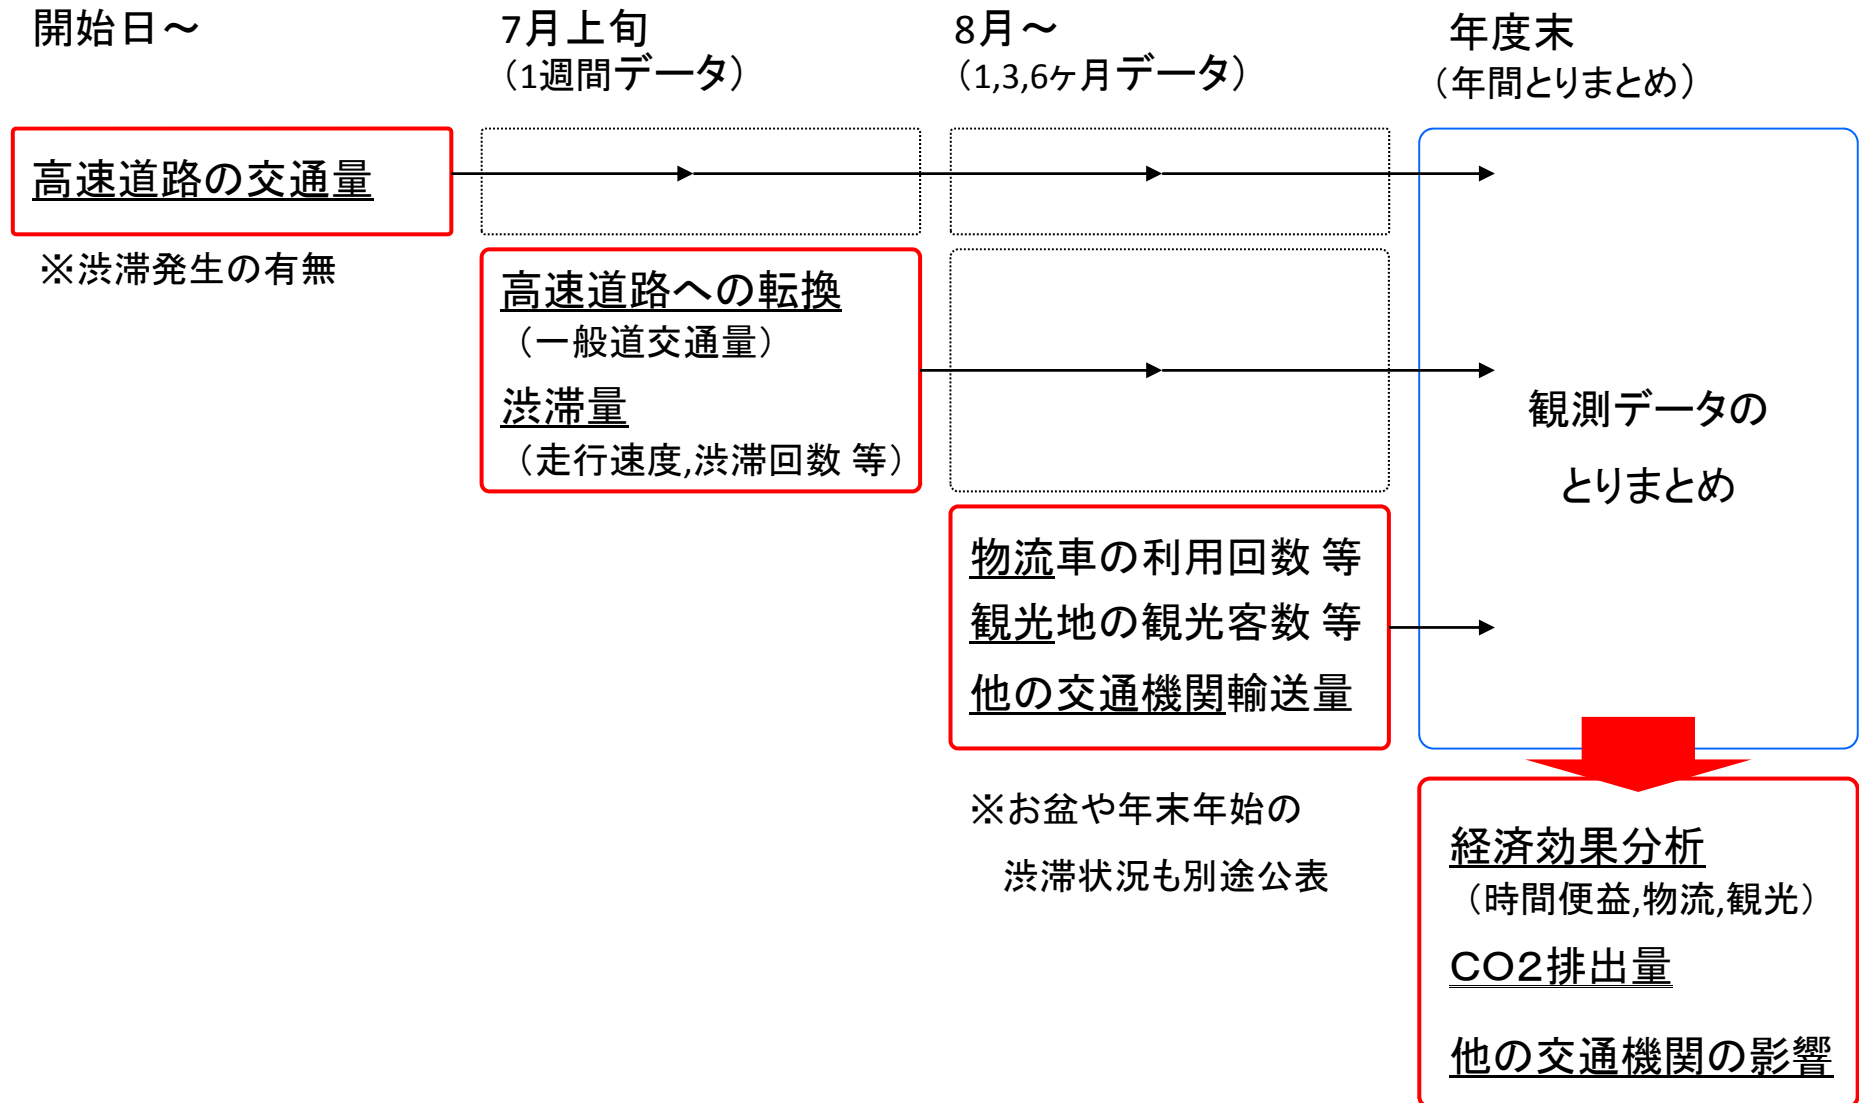 開始日～
7月上旬
（1週間データ）
8月～
（1,3,6ヶ月データ）
年度末
（年間とりまとめ）
高速道路の交通量
※渋滞発生の有無
高速道路への転換
（一般道交通量）
渋滞量
（走行速度,渋滞回数 等）
物流車の利用回数 等
観光地の観光客数 等
他の交通機関輸送量
※お盆や年末年始の
渋滞状況も別途公表
観測データの
とりまとめ
経済効果分析
（時間便益,物流,観光）
ＣＯ２排出量
他の交通機関の影響